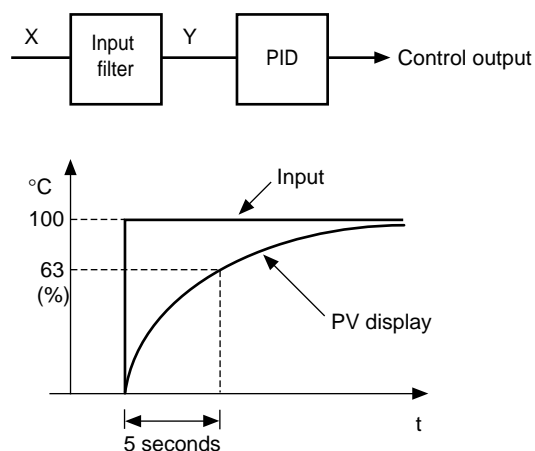 X
Input
filter
Y
PID
Control output
°C
Input
100
63
(%)
PV display
t
5 seconds